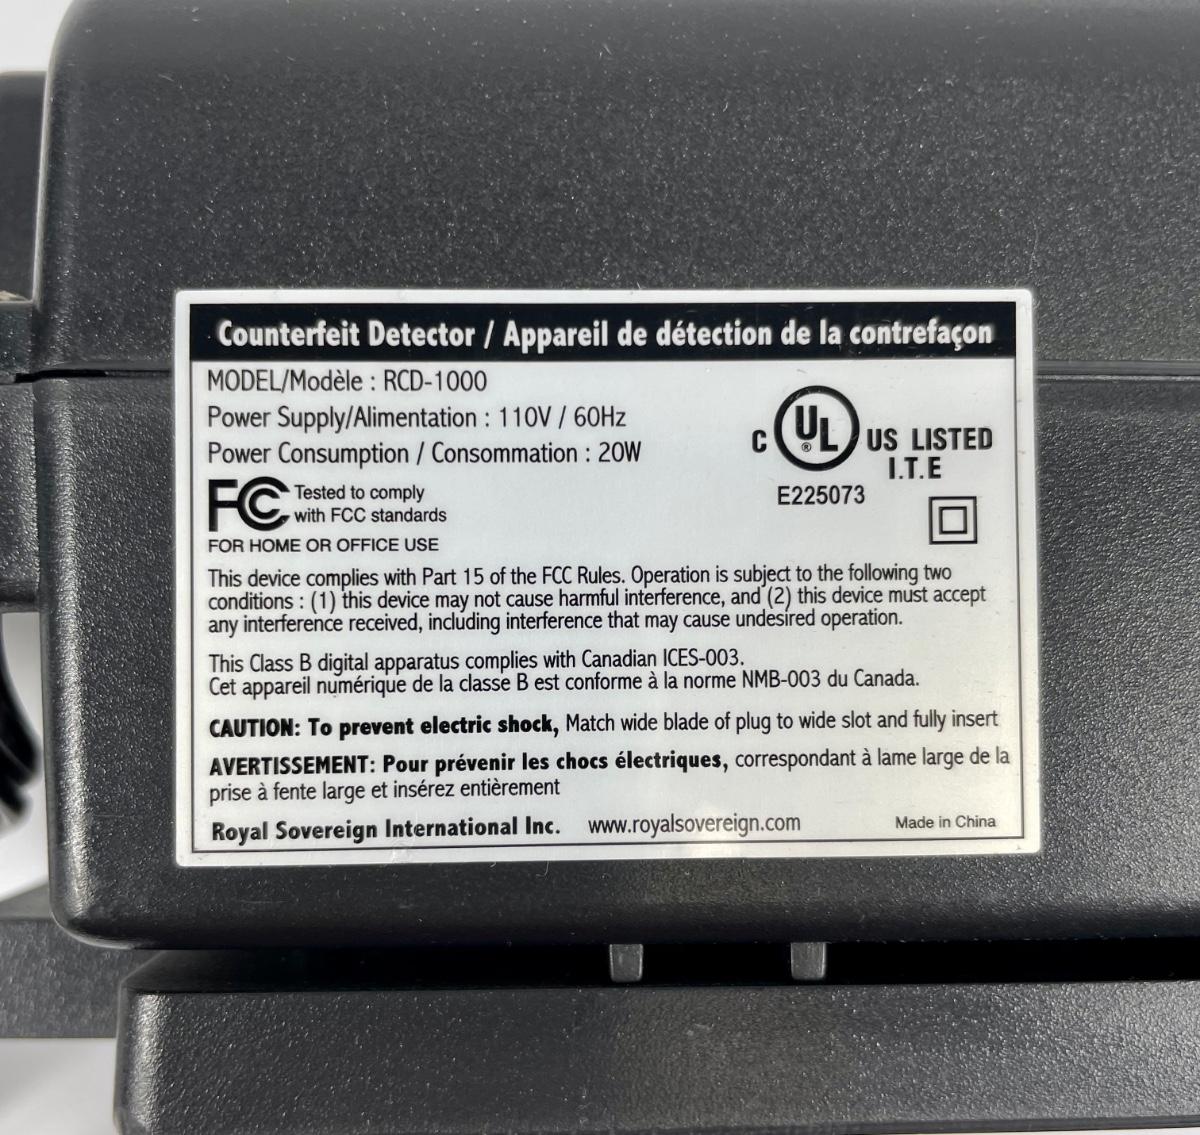 Counterfeit Detector / Appareil de détection de la contrefaçon
MODEL/Modèle : RCD-1000
Power Supply/Alimentation : 110V / 60Hz
Power Consumption / Consommation : 20W
C UL ® US LISTED
I.T.E
E225073
FC Tested to comply
with FCC standards
FOR HOME OR OFFICE USE
This device complies with Part 15 of the FCC Rules. Operation is subject to the following two
conditions : (1) this device may not cause harmful interference, and (2) this device must accept
any interference received, including interference that may cause undesired operation.
This Class B digital apparatus complies with Canadian ICES-003.
Cet appareil numérique de la classe B est conforme à la norme NMB-003 du Canada.
CAUTION: To prevent electric shock, Match wide blade of plug to wide slot and fully insert
AVERTISSEMENT: Pour prévenir les chocs électriques, correspondant à lame large de la
prise à fente large et insérez entièrement
Royal Sovereign International Inc. www.royalsovereign.com Made in China